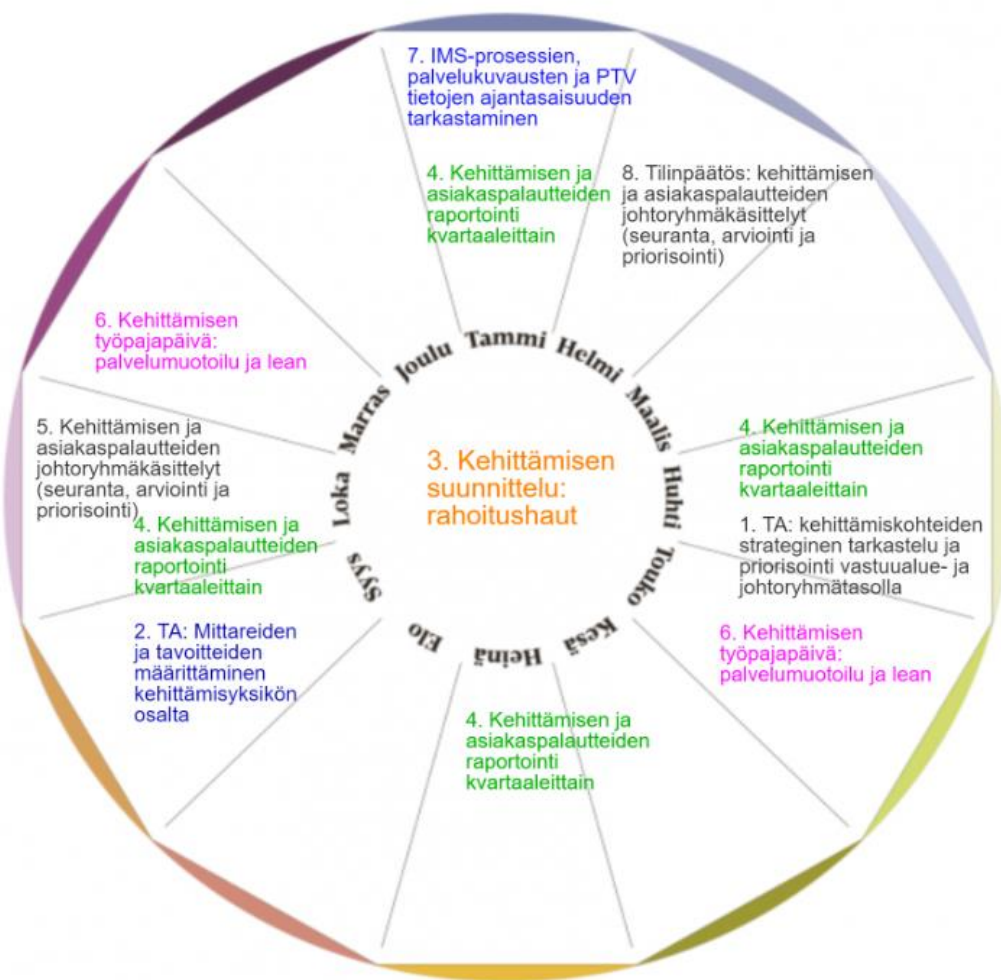 7. IMS-prosessien,
palvelukuvausten ja PTV
tietojen ajantasaisuuden
tarkastaminen
4. Kehittämisen ja
asiakaspalautteiden
raportointi
kvartaaleittain
8. Tilinpäätös: kehittämisen
ja asiakaspalautteiden
johtoryhmäkäsittelyt
(seuranta, arviointi ja
priorisointi)
4. Kehittämisen ja
asiakaspalautteiden
raportointi
kvartaaleittain
1. TA: kehittämiskohteiden
strateginen tarkastelu ja
priorisointi vastuualue- ja
johtoryhmätasolla
6. Kehittämisen
työpajapäivä:
palvelumuotoilu ja lean
4. Kehittämisen ja
asiakaspalautteiden
raportointi
kvartaaleittain
2. TA: Mittareiden
ja tavoitteiden
määrittäminen
kehittämisyksikön
osalta
4. Kehittämisen ja
asiakaspalautteiden
raportointi
kvartaaleittain
5. Kehittämisen ja
asiakaspalautteiden
johtoryhmäkäsittelyt
(seuranta, arviointi ja
priorisointi)
6. Kehittämisen
työpajapäivä:
palvelumuotoilu ja lean
Tammi
Helmi
Maalis
Huhti
Touko
Kesä
Heinä
Elo
Syys
Loka
Marras
Joulu
3. Kehittämisen
suunnittelu:
rahoitushaut